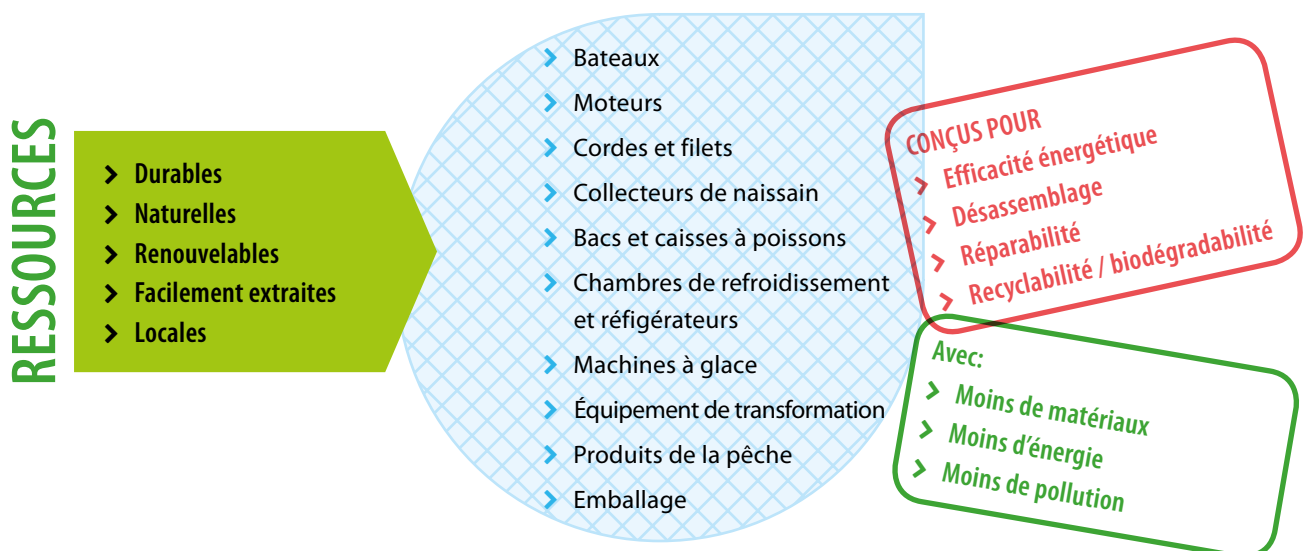 RESSOURCES
Durables
Naturelles
Renouvelables
Facilement extraites
Locales
Bateaux
Moteurs
Cordes et filets
Collecteurs de naissain
Bacs et caisses à poissons
Chambres de refroidissement
et réfigérateurs
Machines à glace
Équipement de transformation
Produits de la pêche
Emballage
CONÇUS POUR
Efficacité énergétique
Désassemblage
Réparabilité
Recyclabilité / biodégradabilité
Avec:
Moins de matériaux
Moins d'énergie
Moins de pollution